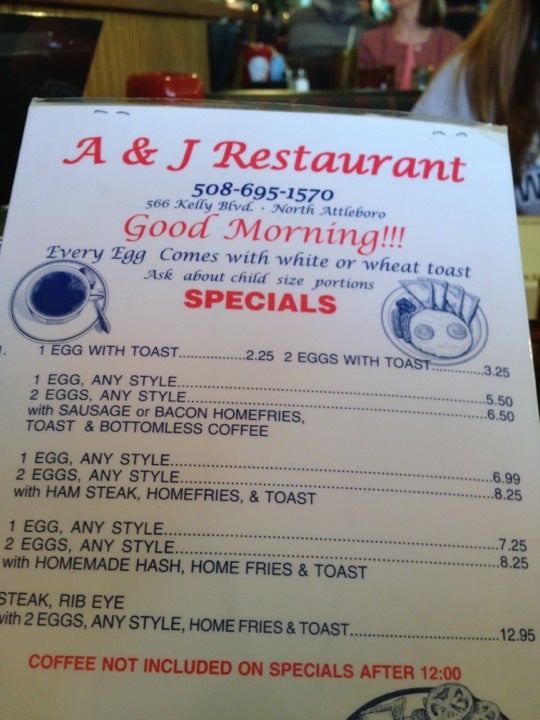 A & J Restaurant
508-695-1570
566 Kelly Blvd. · North Attleboro
Good Morning!!!
Every Egg Comes with white or wheat toast
Ask about child size portions
SPECIALS
1. 1 EGG WITH TOAST....................2.25 2 EGGS WITH TOAST...............3.25
1 EGG, ANY STYLE..........................................................................5.50
2 EGGS, ANY STYLE.......................................................................6.50
with SAUSAGE or BACON HOMEFRIES,
TOAST & BOTTOMLESS COFFEE
1 EGG, ANY STYLE..........................................................................6.99
2 EGGS, ANY STYLE.......................................................................8.25
with HAM STEAK, HOMEFRIES, & TOAST
1 EGG, ANY STYLE..........................................................................7.25
2 EGGS, ANY STYLE.......................................................................8.25
with HOMEMADE HASH, HOME FRIES & TOAST
STEAK, RIB EYE
with 2 EGGS, ANY STYLE, HOME FRIES & TOAST.................................12.95
COFFEE NOT INCLUDED ON SPECIALS AFTER 12:00